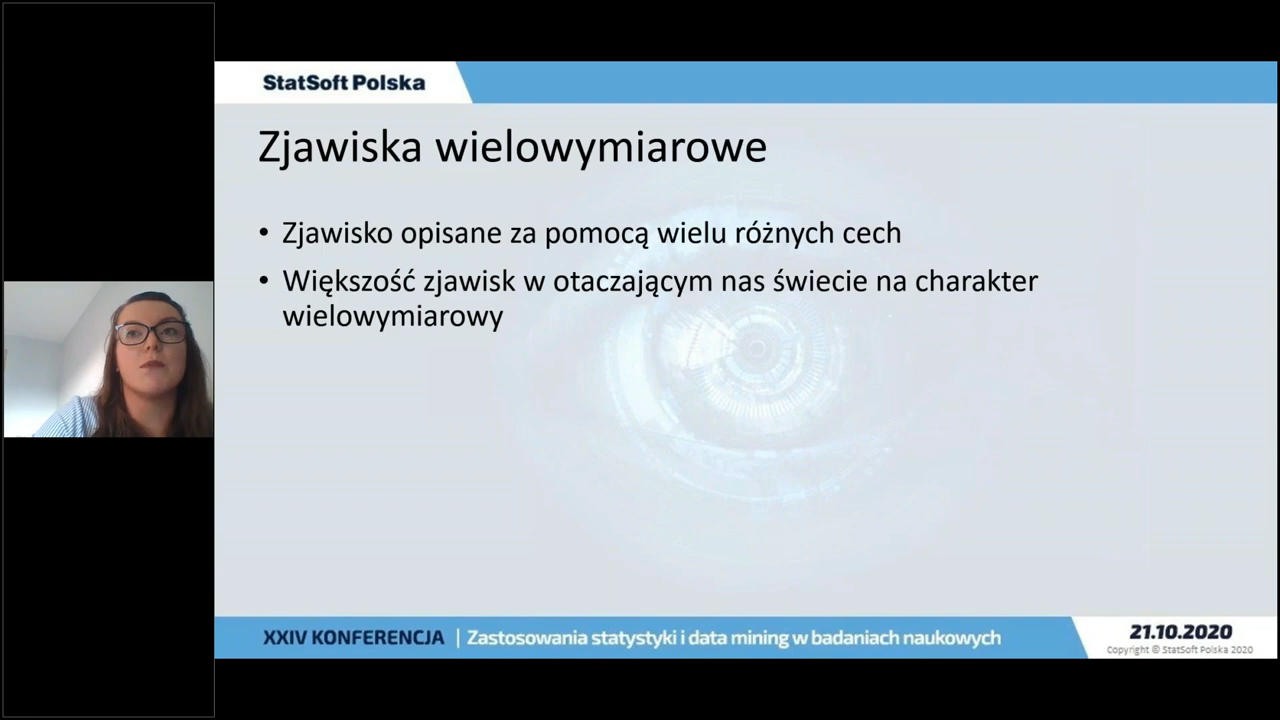 StatSoft Polska
Zjawiska wielowymiarowe
• Zjawisko opisane za pomocą wielu różnych cech
• Większość zjawisk w otaczającym nas świecie na charakter
wielowymiarowy
XXIV KONFERENCJA | Zastosowania statystyki i data mining w badaniach naukowych
21.10.2020
Copyright © StatSoft Polska 2020